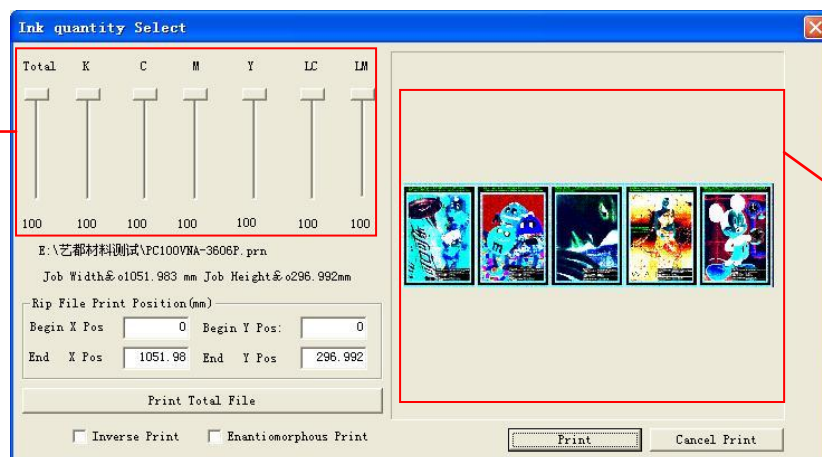 Ink quantity Select
Total K C M Y LC LM
100 100 100 100 100 100 100
E:\艺都材料测试\PC100VNA-3606P.prn
Job Width￡o1051.983 mm Job Height￡o296.992mm
Rip File Print Position(mm)
Begin X Pos 0 Begin Y Pos: 0
End X Pos 1051.98 End Y Pos 296.992
Print Total File
Inverse Print Enantiomorphous Print
Print Cancel Print